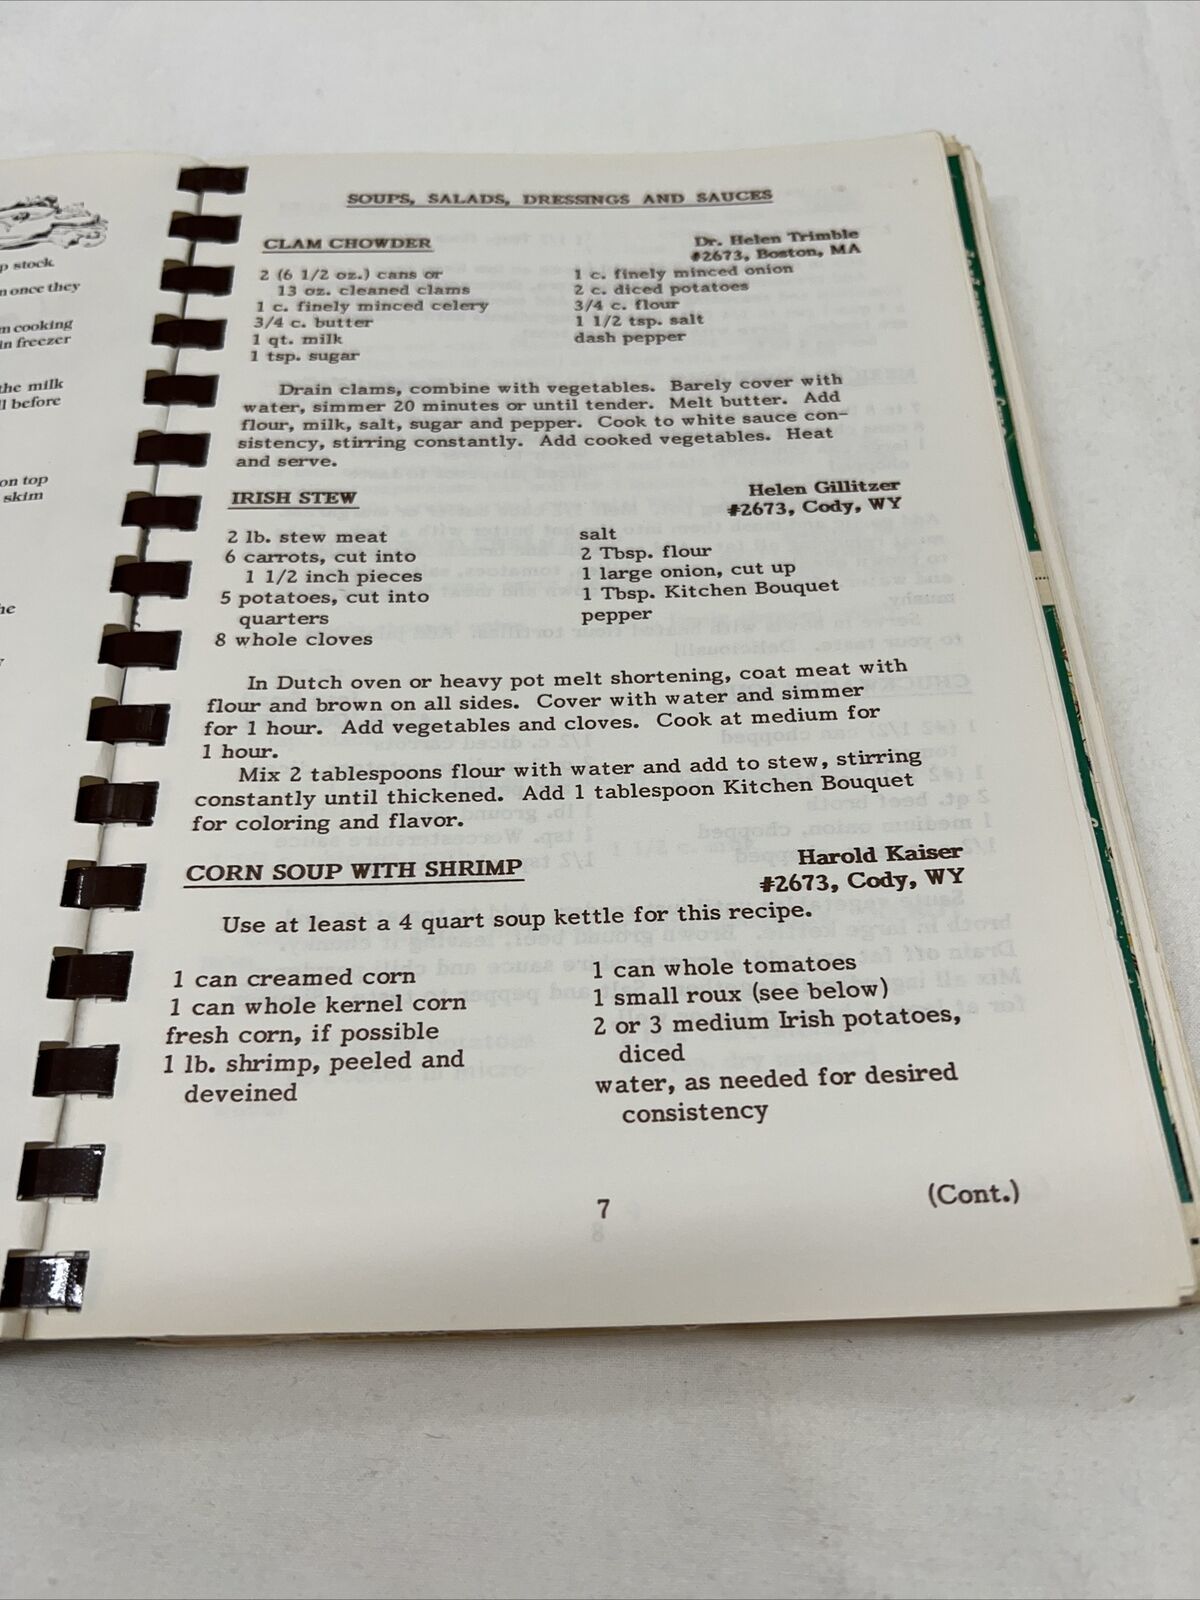 p stock
n once they
m cooking
in freezer
the milk
l before
on top
skim
he
y
SOUPS, SALADS, DRESSINGS AND SAUCES
CLAM CHOWDER
Dr. Helen Trimble
#2673, Boston, MA
2 (6 1/2 oz.) cans or
13 oz. cleaned clams
1 c. finely minced celery
3/4 c. butter
1 qt. milk
1 tsp. sugar
1 c. finely minced onion
2 c. diced potatoes
3/4 c. flour
1 1/2 tsp. salt
dash pepper
Drain clams, combine with vegetables. Barely cover with
water, simmer 20 minutes or until tender. Melt butter. Add
flour, milk, salt, sugar and pepper. Cook to white sauce con-
sistency, stirring constantly. Add cooked vegetables. Heat
and serve.
IRISH STEW
Helen Gillitzer
#2673, Cody, WY
2 lb. stew meat
6 carrots, cut into
1 1/2 inch pieces
5 potatoes, cut into
quarters
8 whole cloves
salt
2 Tbsp. flour
1 large onion, cut up
1 Tbsp. Kitchen Bouquet
pepper
In Dutch oven or heavy pot melt shortening, coat meat with
flour and brown on all sides. Cover with water and simmer
for 1 hour. Add vegetables and cloves. Cook at medium for
1 hour.
Mix 2 tablespoons flour with water and add to stew, stirring
constantly until thickened. Add 1 tablespoon Kitchen Bouquet
for coloring and flavor.
CORN SOUP WITH SHRIMP
Harold Kaiser
#2673, Cody, WY
Use at least a 4 quart soup kettle for this recipe.
1 can creamed corn
1 can whole kernel corn
fresh corn, if possible
1 lb. shrimp, peeled and
deveined
1 can whole tomatoes
1 small roux (see below)
2 or 3 medium Irish potatoes,
diced
water, as needed for desired
consistency
7
(Cont.)